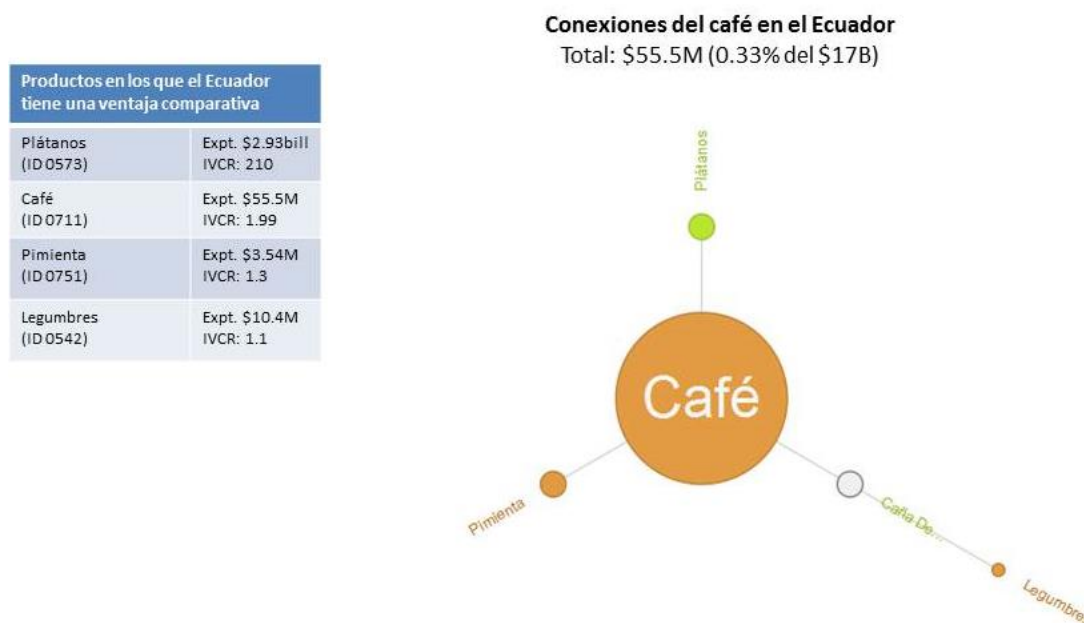 Conexiones del café en el Ecuador
Total: $55.5M (0.33% del $17B)
Productos en los que el Ecuador
tiene una ventaja comparativa
Plátanos
(ID 0573)
Expt. $2.93bill
IVCR: 210
Café
(ID 0711)
Expt. $55.5M
IVCR: 1.99
Pimienta
(ID 0751)
Expt. $3.54M
IVCR: 1.3
Legumbres
(ID 0542)
Expt. $10.4M
IVCR: 1.1
Plátanos
Café
Pimienta
Caña De...
Legumbres